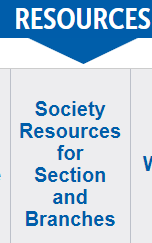 RESOURCES
Society
Resources
for
Section
and
Branches